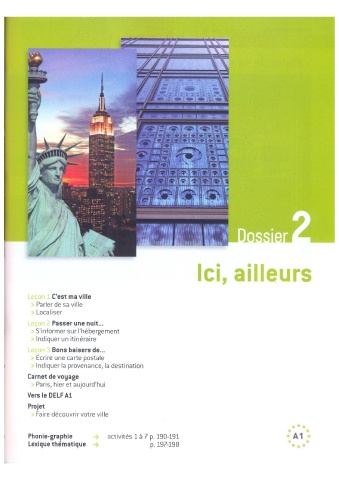 Dossier 2
Ici, ailleurs
Leçon 1 C'est ma ville
> Parler de sa ville
> Localiser
Leçon 2 Passer une nuit...
> S'informer sur l'hébergement
> Indiquer un itinéraire
Leçon 3 Bons baisers de...
> Écrire une carte postale
> Indiquer la provenance, la destination
Carnet de voyage
> Paris, hier et aujourd'hui
Vers le DELF A1
Projet
> Faire découvrir votre ville
Phonie-graphie → activités 1 à 7 p. 190-191
Lexique thématique → p. 197-198
A1